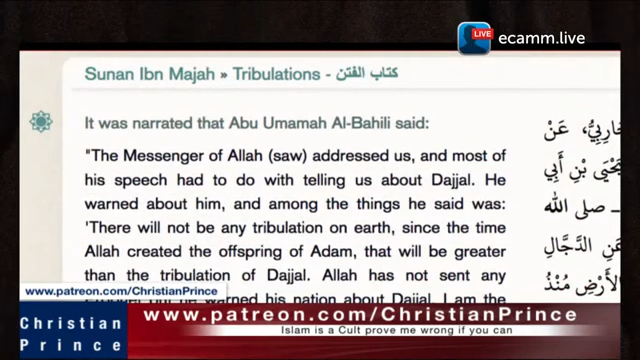 LIVE
ecamm.live
Sunan Ibn Majah » Tribulations - كتاب الفتن
It was narrated that Abu Umamah Al-Bahili said:
"The Messenger of Allah (saw) addressed us, and most of
his speech had to do with telling us about Dajjal. He
warned about him, and among the things he said was:
'There will not be any tribulation on earth, since the time
Allah created the offspring of Adam, that will be greater
than the tribulation of Dajjal. Allah has not sent any
but he warned his nation about Dajjal. I am the
عَنْ
يَحْيَى بْنِ أَبِي
صلى الله
الدَّجَّالِ
الأَرْضِ مُنْذُ
www.patreon.com/ChristianPrince
Christian
Prince
www.patreon.com/ChristianPrince
Islam is a Cult prove me wrong if you can